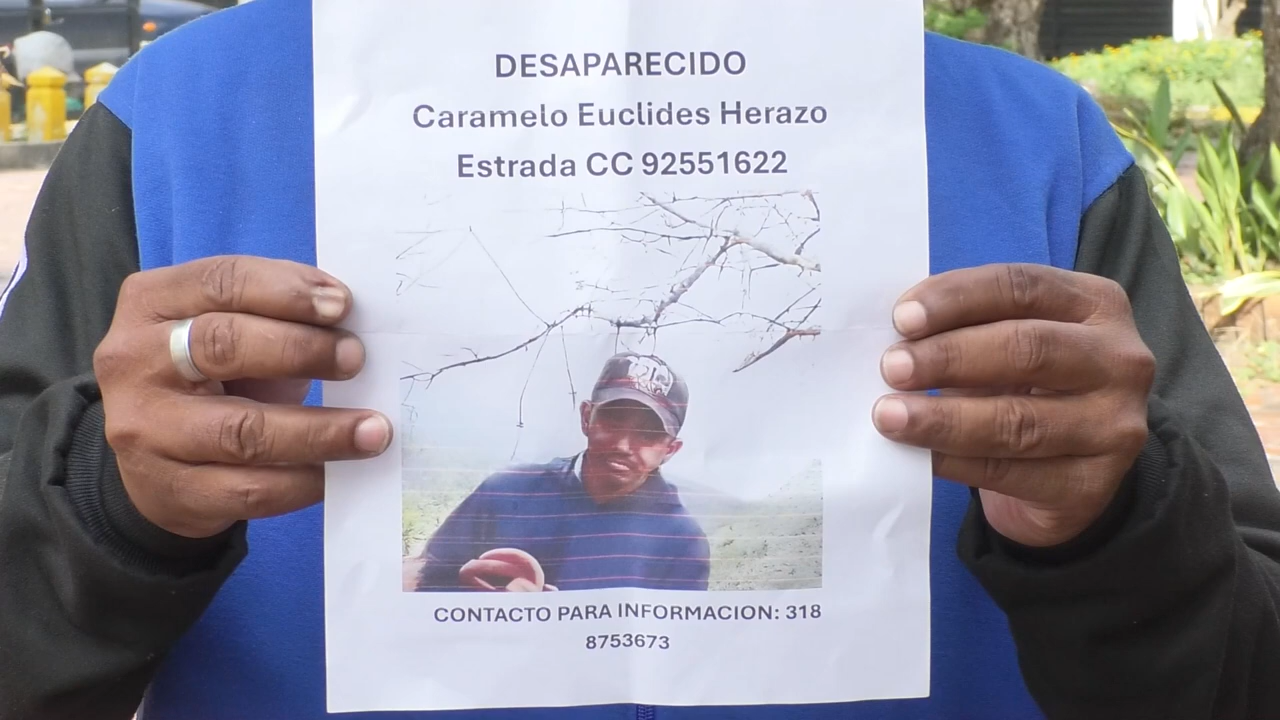 DESAPARECIDO
Caramelo Euclides Herazo
Estrada CC 92551622
CONTACTO PARA INFORMACION: 318
8753673